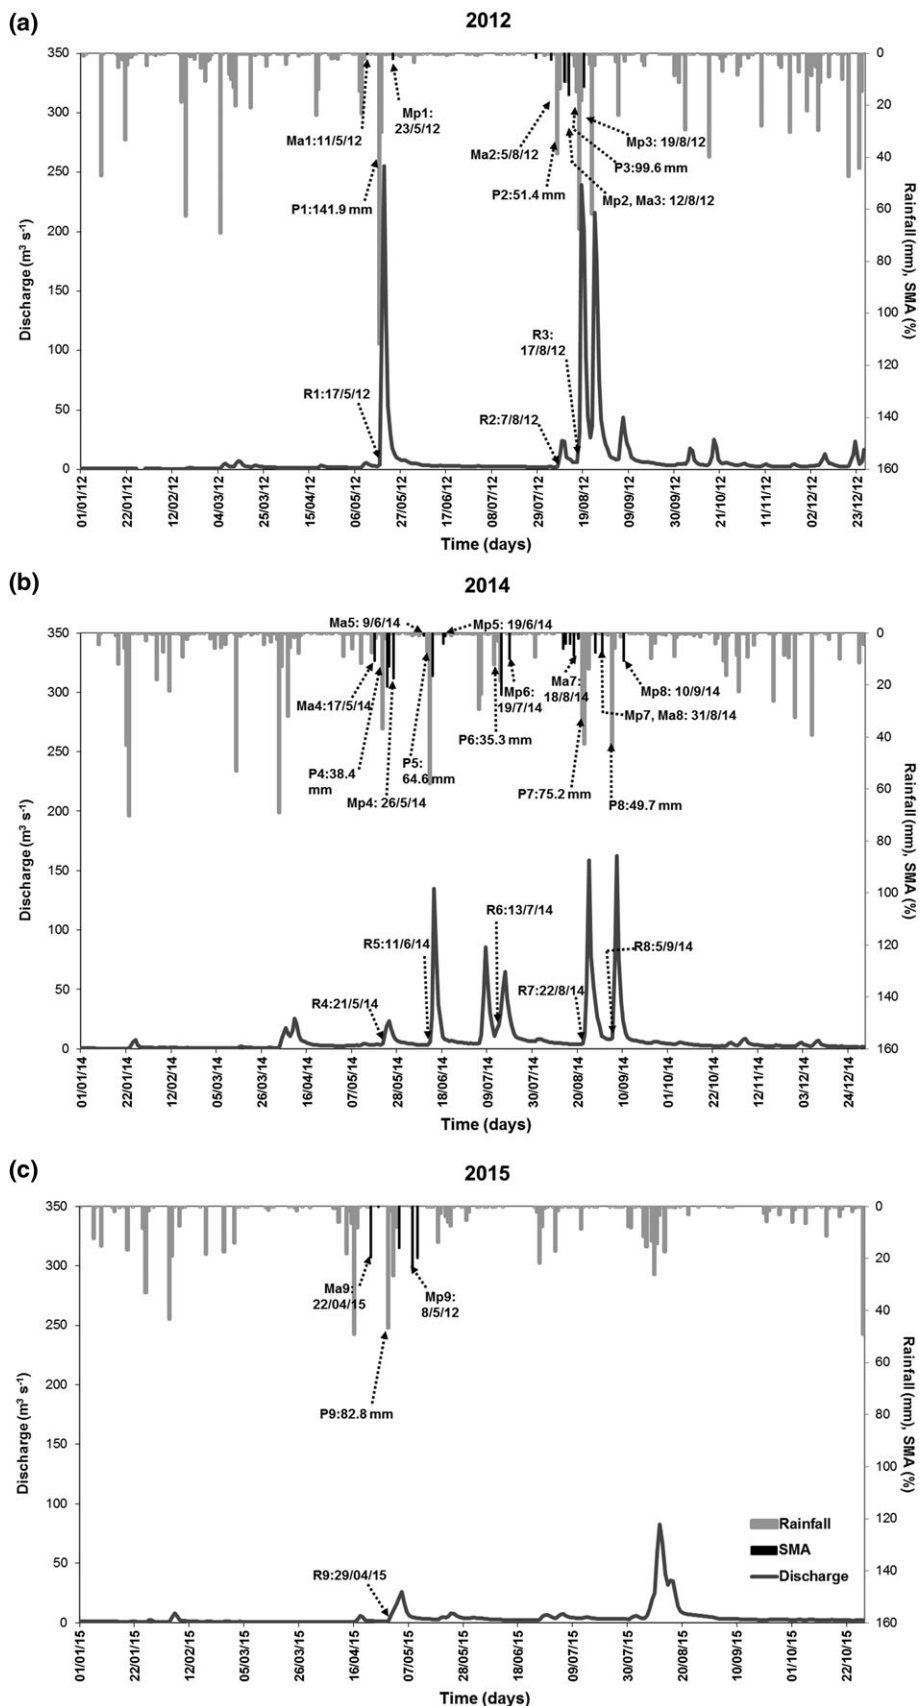 (a)
2012
350
300
250
200
150
100
50
0
Discharge (m³ s⁻¹)
0
20
40
60
80
100
120
140
160
Rainfall (mm), SMA (%)
Ma1:11/5/12
Mp1:
23/5/12
P1:141.9 mm
R1:17/5/12
Ma2:5/8/12
P2:51.4 mm
Mp3: 19/8/12
P3:99.6 mm
Mp2, Ma3: 12/8/12
R3:
17/8/12
R2:7/8/12
01/01/12
22/01/12
12/02/12
04/03/12
25/03/12
15/04/12
06/05/12
27/05/12
17/06/12
08/07/12
29/07/12
19/08/12
09/09/12
30/09/12
21/10/12
11/11/12
02/12/12
23/12/12
Time (days)
(b)
2014
350
300
250
200
150
100
50
0
Discharge (m³ s⁻¹)
0
20
40
60
80
100
120
140
160
Rainfall (mm), SMA (%)
Ma5: 9/6/14
Mp5: 19/6/14
Ma4:17/5/14
P4:38.4
mm
Mp4: 26/5/14
P5:
64.6 mm
Mp6:
19/7/14
P6:35.3 mm
Ma7:
18/8/14
Mp8: 10/9/14
Mp7, Ma8: 31/8/14
P7:75.2 mm
P8:49.7 mm
R4:21/5/14
R5:11/6/14
R6:13/7/14
R7:22/8/14
R8:5/9/14
01/01/14
22/01/14
12/02/14
05/03/14
26/03/14
16/04/14
07/05/14
28/05/14
18/06/14
09/07/14
30/07/14
20/08/14
10/09/14
01/10/14
22/10/14
12/11/14
03/12/14
24/12/14
Time (days)
(c)
2015
350
300
250
200
150
100
50
0
Discharge (m³ s⁻¹)
0
20
40
60
80
100
120
140
160
Rainfall (mm), SMA (%)
Ma9:
22/04/15
Mp9:
8/5/12
P9:82.8 mm
R9:29/04/15
Rainfall
SMA
Discharge
01/01/15
22/01/15
12/02/15
05/03/15
26/03/15
16/04/15
07/05/15
28/05/15
18/06/15
09/07/15
30/07/15
20/08/15
10/09/15
01/10/15
22/10/15
Time (days)